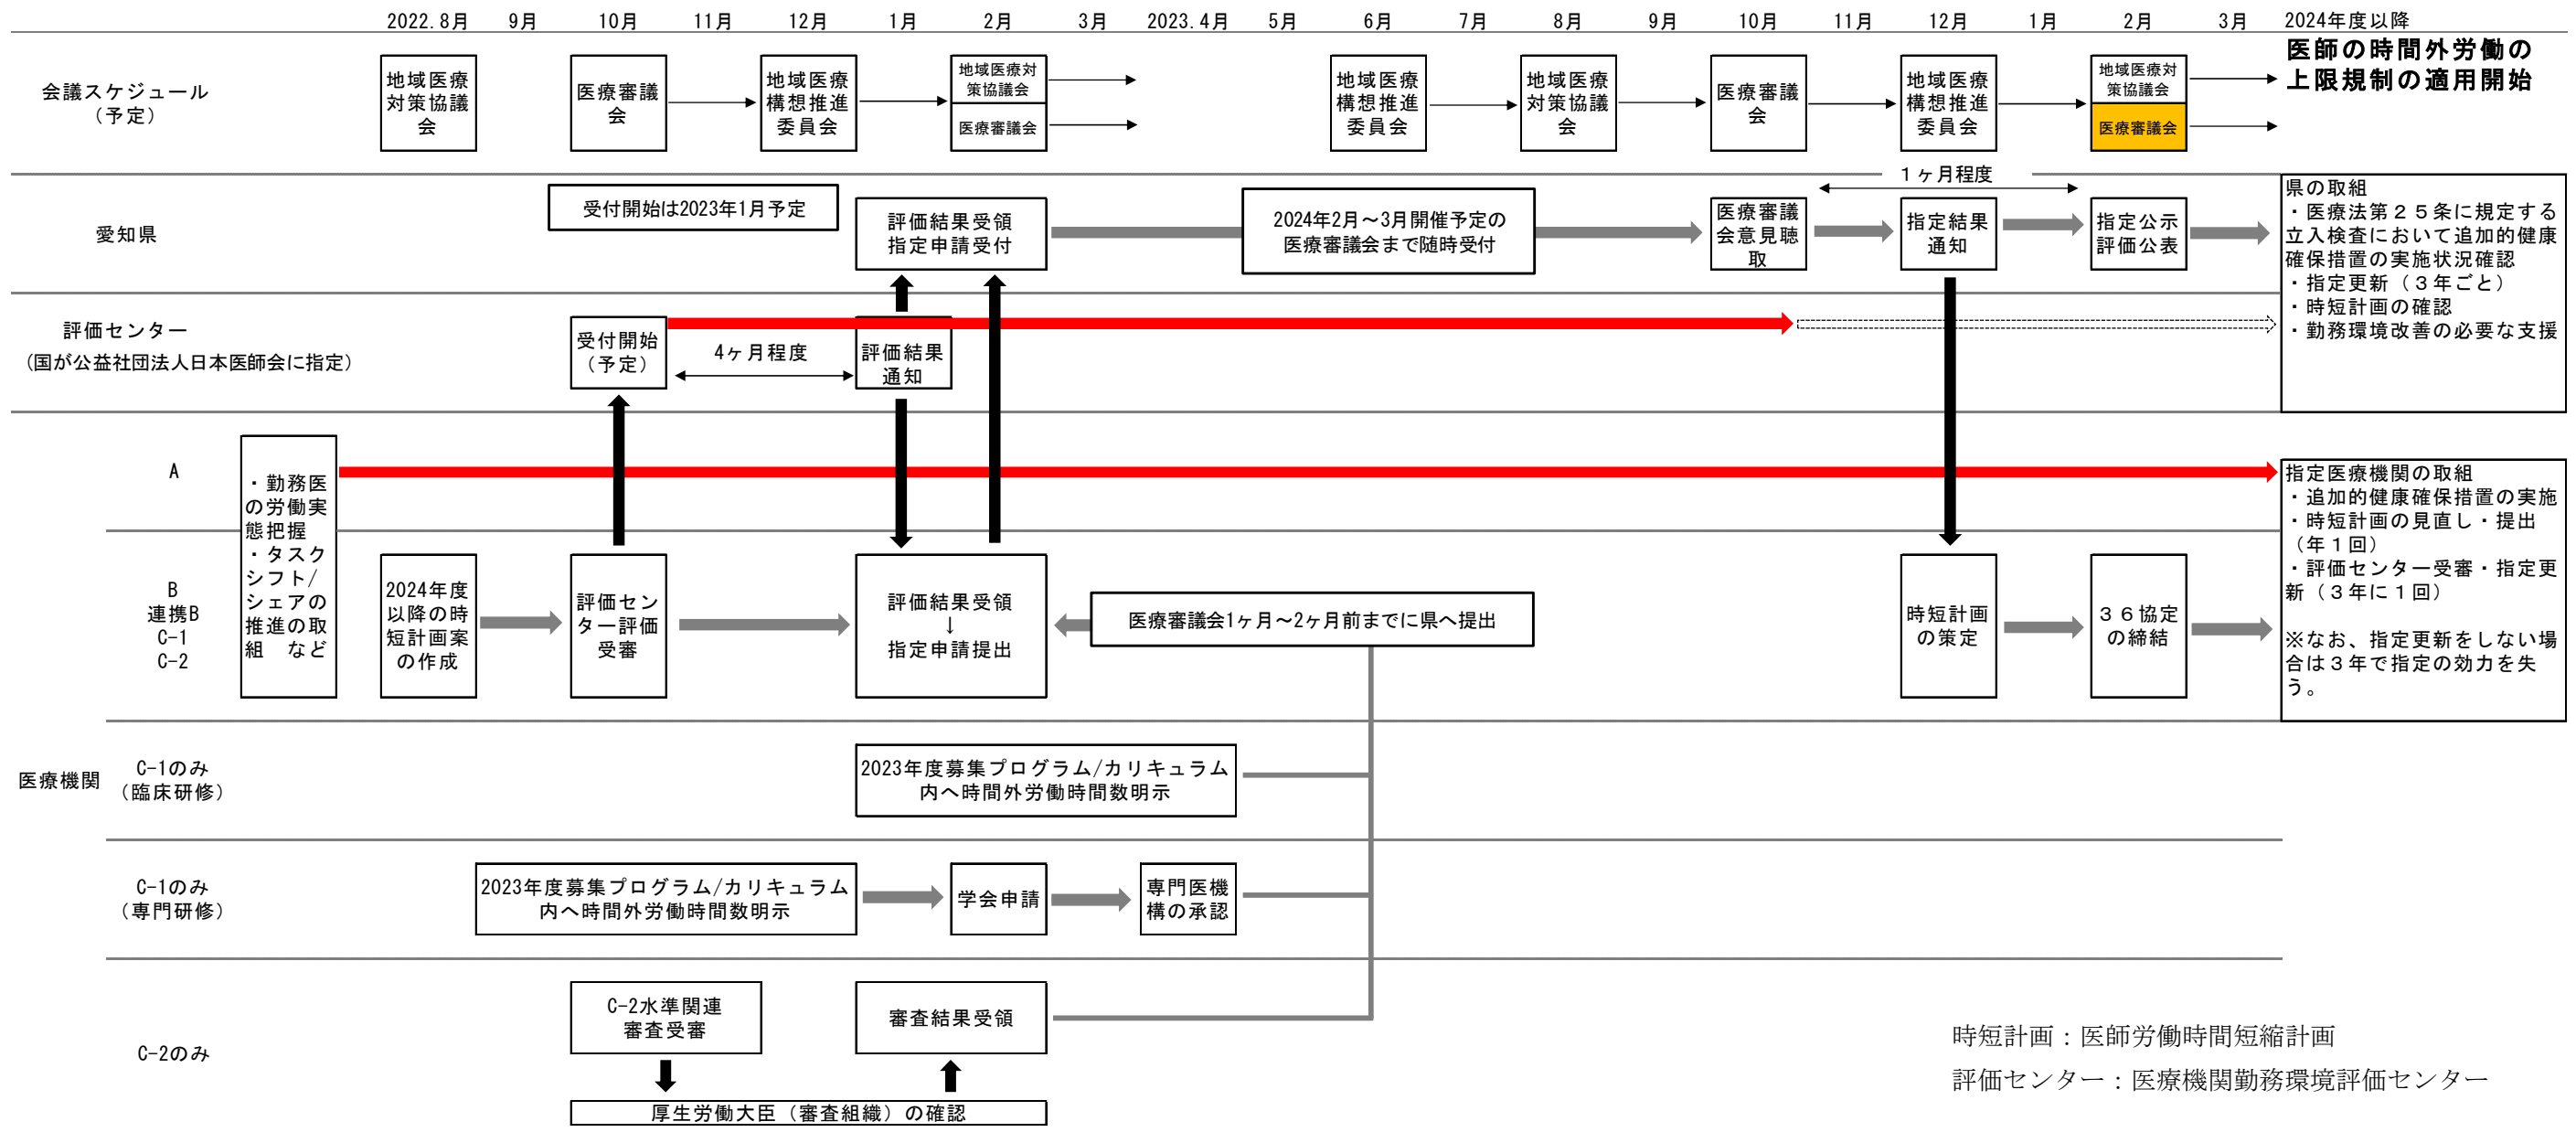 2022.8月 9月 10月 11月 12月 1月 2月 3月 2023.4月 5月 6月 7月 8月 9月 10月 11月 12月 1月 2月 3月 2024年度以降
会議スケジュール
（予定）
地域医療
対策協議
会
医療審議
会
地域医療
構想推進
委員会
地域医療対
策協議会
医療審議会
地域医療
構想推進
委員会
地域医療
対策協議
会
医療審議
会
地域医療
構想推進
委員会
地域医療対
策協議会
医療審議会
医師の時間外労働の
上限規制の適用開始
愛知県
受付開始は2023年1月予定
評価結果受領
指定申請受付
2024年2月～3月開催予定の
医療審議会まで随時受付
医療審議
会意見聴
取
１ヶ月程度
指定結果
通知
指定公示
評価公表
県の取組
・医療法第２５条に規定する
立入検査において追加的健康
確保措置の実施状況確認
・指定更新（３年ごと）
・時短計画の確認
・勤務環境改善の必要な支援
評価センター
(国が公益社団法人日本医師会に指定)
受付開始
（予定）
4ヶ月程度
評価結果
通知
医療機関
A
・勤務医
の労働実
態把握
・タスク
シフト/
シェアの
推進の取
組　など
B
連携B
C-1
C-2
2024年度
以降の時
短計画案
の作成
評価セン
ター評価
受審
評価結果受領
↓
指定申請提出
医療審議会1ヶ月～2ヶ月前までに県へ提出
時短計画
の策定
３６協定
の締結
指定医療機関の取組
・追加的健康確保措置の実施
・時短計画の見直し・提出
（年１回）
・評価センター受審・指定更
新（３年に１回）
※なお、指定更新をしない場
合は３年で指定の効力を失
う。
C-1のみ
（臨床研修）
2023年度募集プログラム/カリキュラム
内へ時間外労働時間数明示
C-1のみ
（専門研修）
2023年度募集プログラム/カリキュラム
内へ時間外労働時間数明示
学会申請
専門医機
構の承認
C-2のみ
C-2水準関連
審査受審
審査結果受領
厚生労働大臣（審査組織）の確認
時短計画：医師労働時間短縮計画
評価センター：医療機関勤務環境評価センター